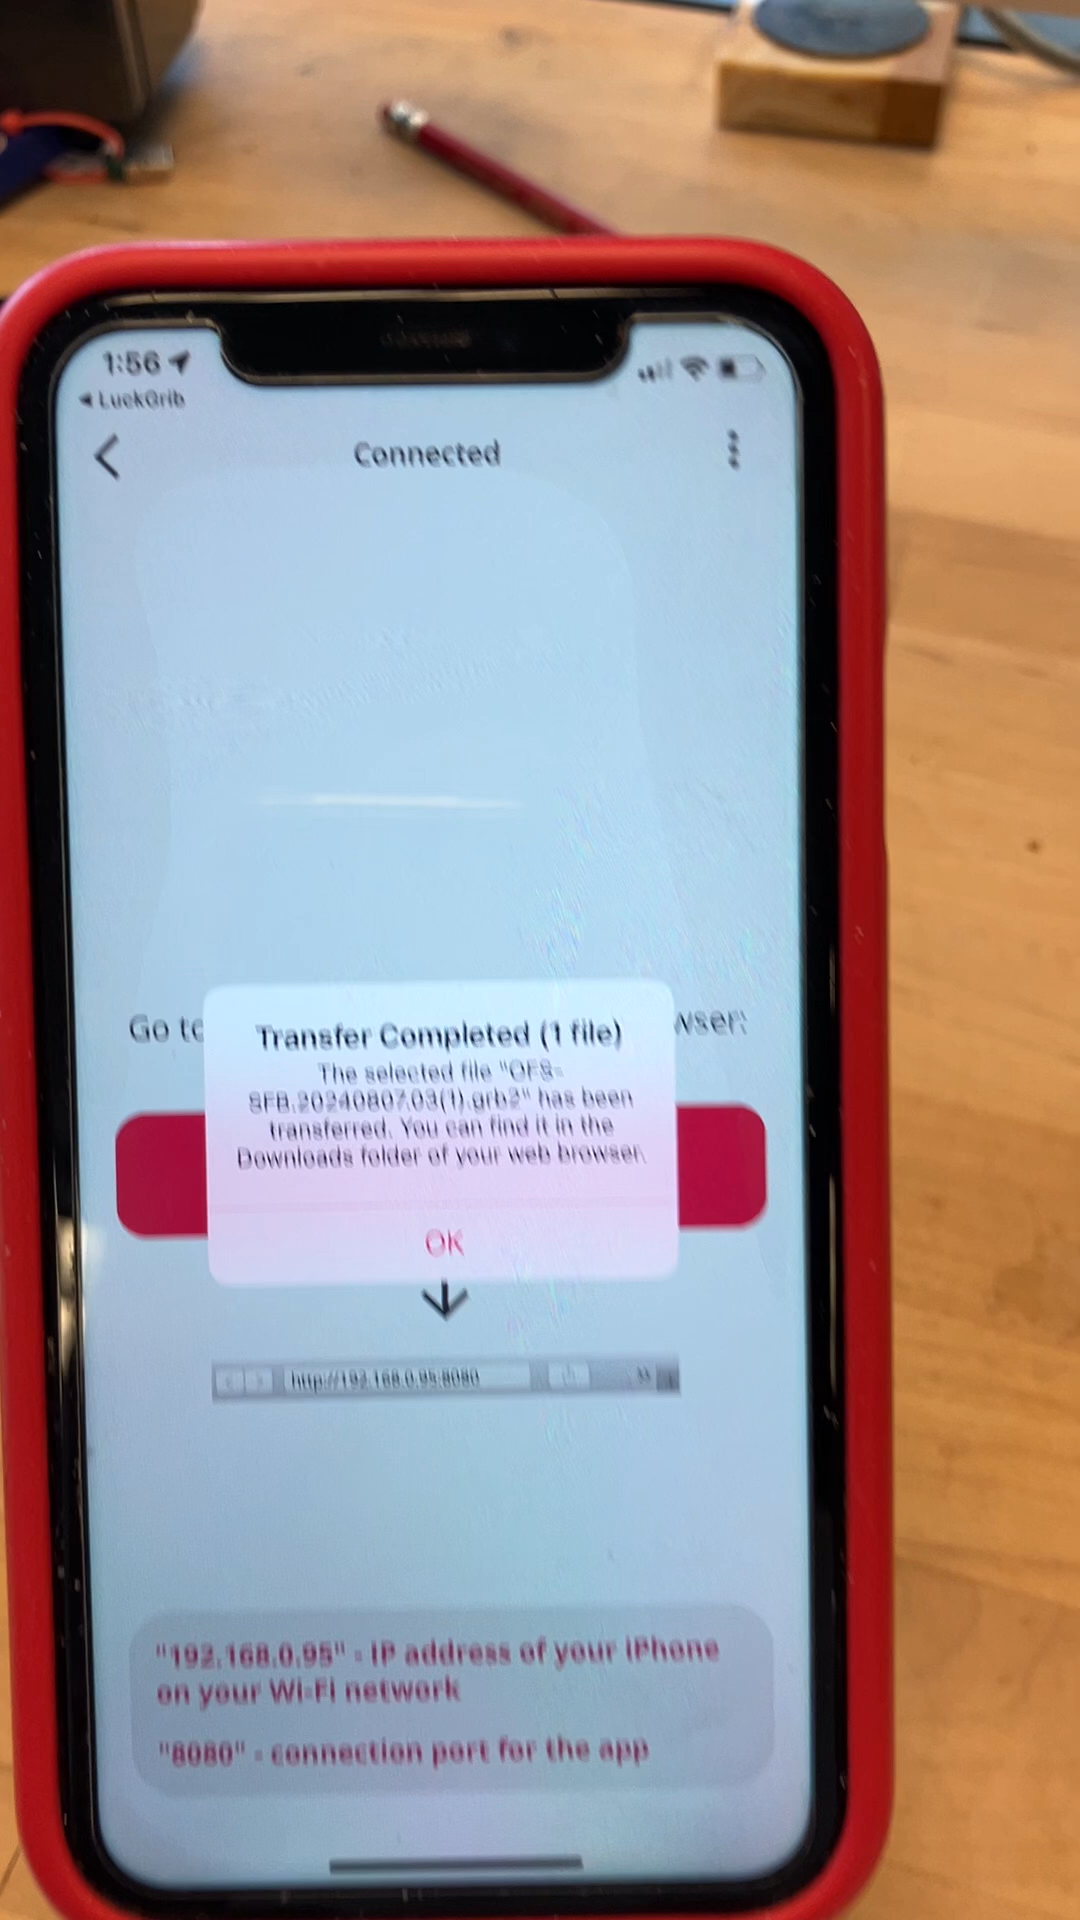 1:56
◄ LuckGrib
Connected
Go to
wser:
Transfer Completed (1 file)
The selected file "OFS-
SFB.20240807.03(1).grb2" has been
transferred. You can find it in the
Downloads folder of your web browser.
OK
http://192.168.0.95:8080
"192.168.0.95" - IP address of your iPhone
on your Wi-Fi network
"8080" - connection port for the app